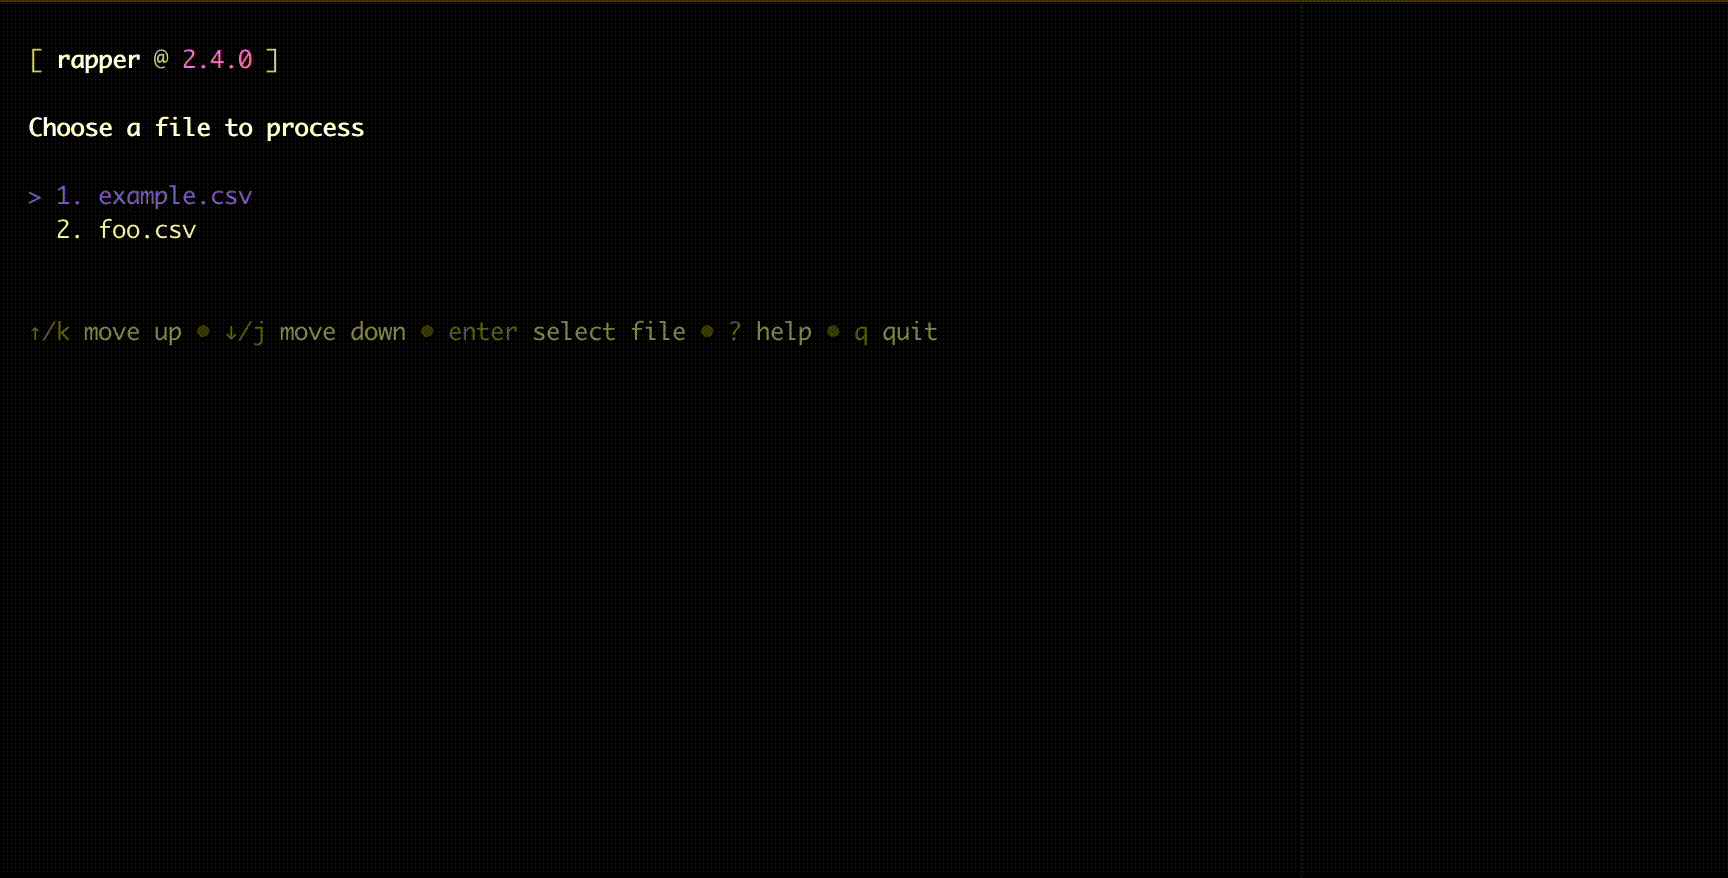 [ rapper @ 2.4.0 ]
Choose a file to process
> 1. example.csv
2. foo.csv
↑/k move up • ↓/j move down • enter select file • ? help • q quit